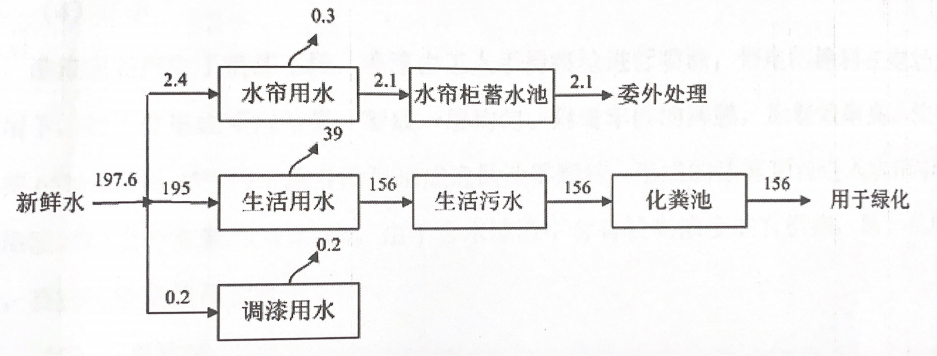 0.3
2.4
水帘用水
2.1
水帘柜蓄水池
2.1
委外处理
39
新鲜水
197.6
195
生活用水
156
生活污水
156
化粪池
156
用于绿化
0.2
0.2
调漆用水